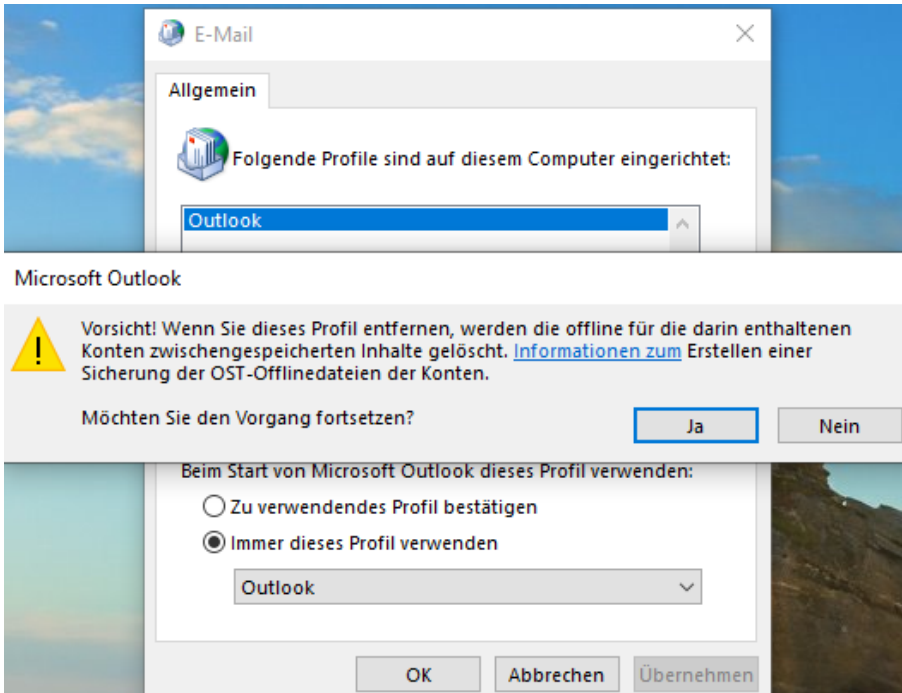 E-Mail
Allgemein
Folgende Profile sind auf diesem Computer eingerichtet:
Outlook
Microsoft Outlook
Vorsicht! Wenn Sie dieses Profil entfernen, werden die offline für die darin enthaltenen
Konten zwischengespeicherten Inhalte gelöscht. Informationen zum Erstellen einer
Sicherung der OST-Offlinedateien der Konten.
Möchten Sie den Vorgang fortsetzen?
Ja
Nein
Beim Start von Microsoft Outlook dieses Profil verwenden:
Zu verwendendes Profil bestätigen
Immer dieses Profil verwenden
Outlook
OK
Abbrechen
Übernehmen